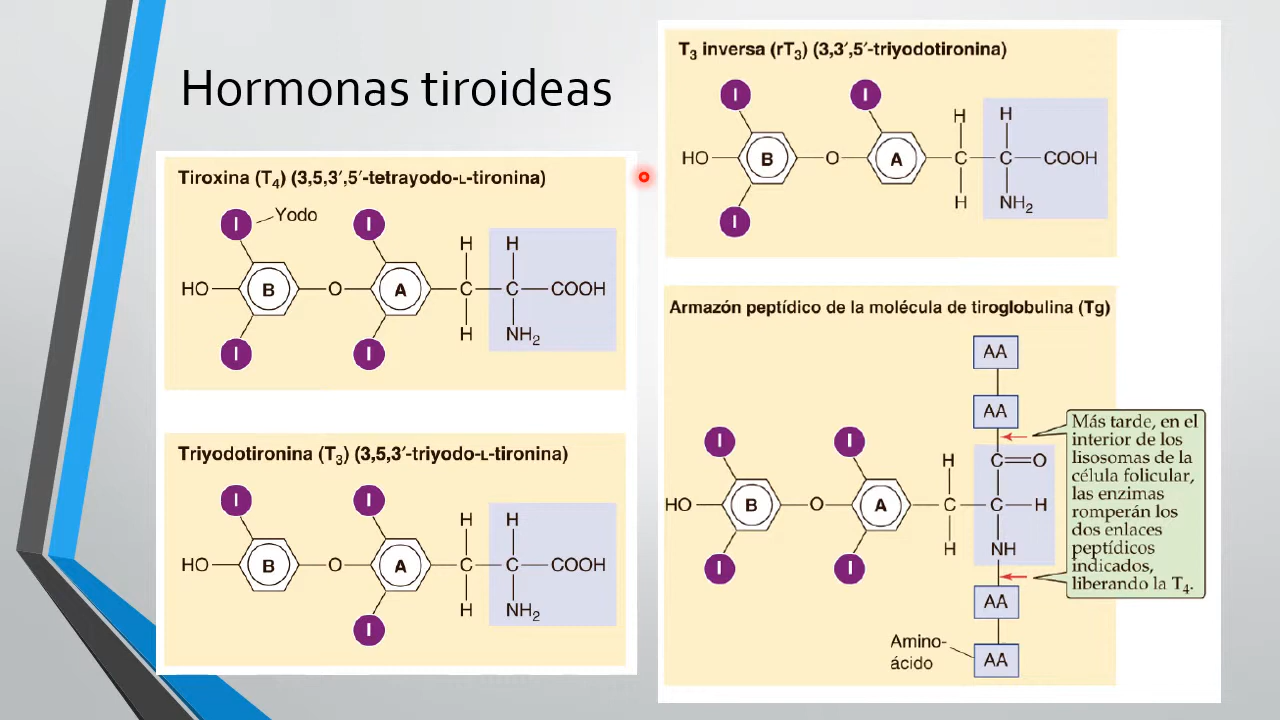 Hormonas tiroideas
Tiroxina (T₄) (3,5,3′,5′-tetrayodo-L-tironina)
I
Yodo
I
HO
B
O
A
H
C
H
H
C
NH₂
COOH
I
I
Triyodotironina (T₃) (3,5,3′-triyodo-L-tironina)
I
I
HO
B
O
A
H
C
H
H
C
NH₂
COOH
I
T₃ inversa (rT₃) (3,3′,5′-triyodotironina)
I
I
HO
B
O
A
H
C
H
H
C
NH₂
COOH
I
Armazón peptídico de la molécula de tiroglobulina (Tg)
AA
AA
I
I
HO
B
O
A
H
C
H
C
O
C
H
NH
I
I
AA
AA
Amino-
ácido
Más tarde, en el
interior de los
lisosomas de la
célula folicular,
las enzimas
romperán los
dos enlaces
peptídicos
indicados,
liberando la T₄.